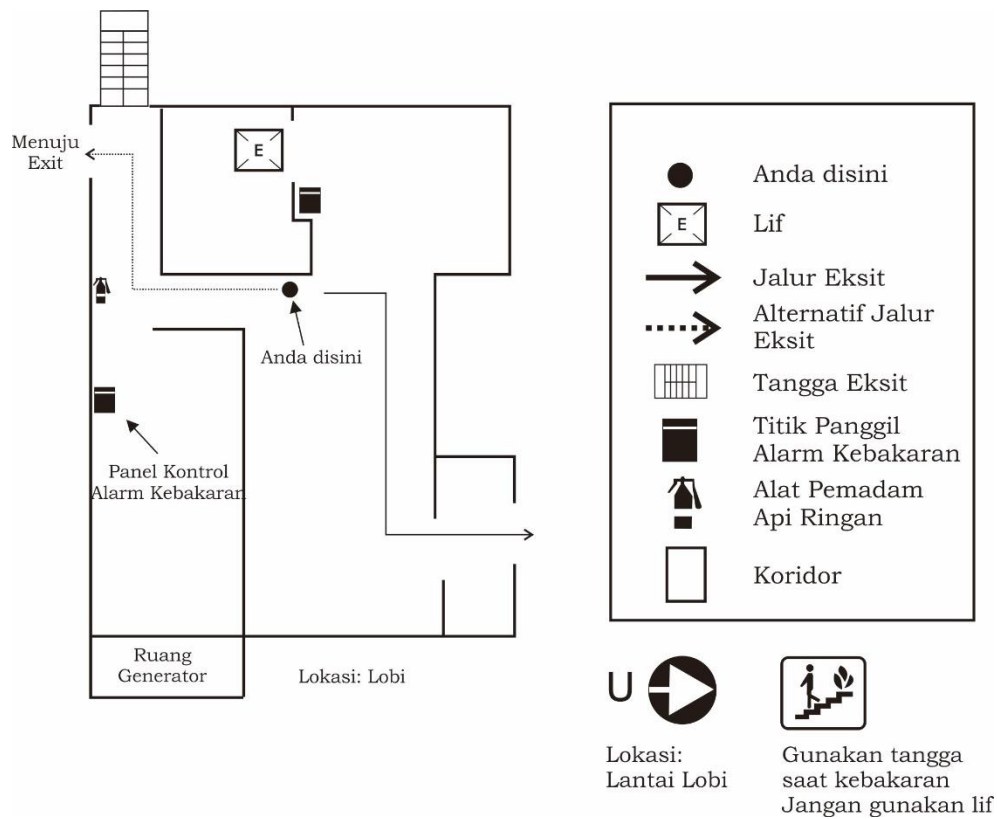 Menuju
Exit
E
Anda disini
Panel Kontrol
Alarm Kebakaran
Ruang
Generator
Lokasi: Lobi
Anda disini
E
Lif
Jalur Eksit
Alternatif Jalur
Eksit
Tangga Eksit
Titik Panggil
Alarm Kebakaran
Alat Pemadam
Api Ringan
Koridor
U
Lokasi:
Lantai Lobi
Gunakan tangga
saat kebakaran
Jangan gunakan lif